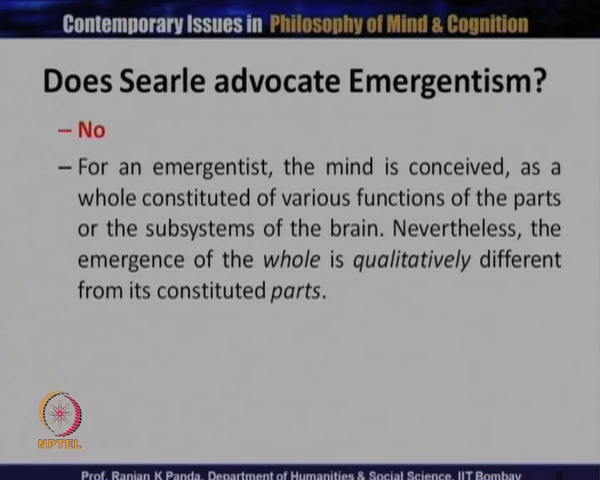 Contemporary Issues in Philosophy of Mind & Cognition
Does Searle advocate Emergentism?
– No
– For an emergentist, the mind is conceived, as a
whole constituted of various functions of the parts
or the subsystems of the brain. Nevertheless, the
emergence of the whole is qualitatively different
from its constituted parts.
NPTEL
Prof. Ranjan K Panda, Department of Humanities & Social Science, IIT Bombay